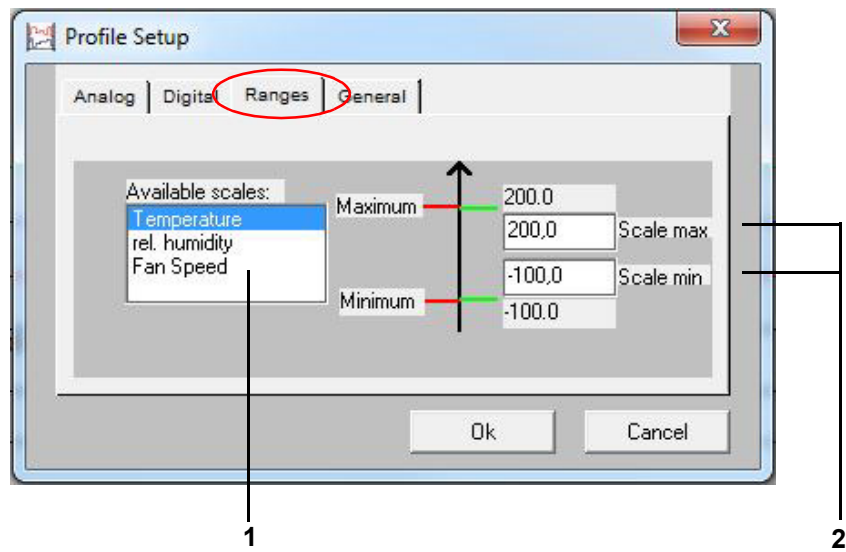 Profile Setup
X
Analog Digital Ranges General
Available scales:
Temperature
rel. humidity
Fan Speed
Maximum
200.0
200,0 Scale max
-100,0 Scale min
Minimum
-100.0
Ok Cancel
1 2